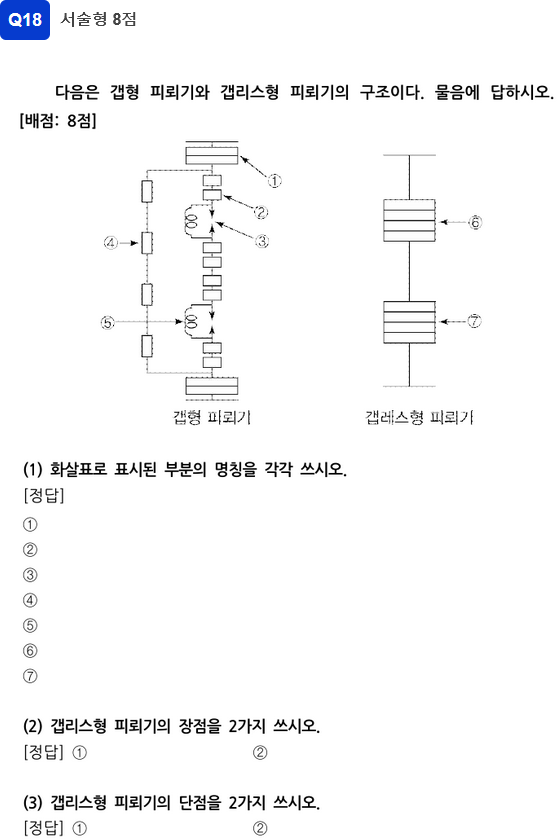 Q18 서술형 8점
다음은 갭형 피뢰기와 갭리스형 피뢰기의 구조이다. 물음에 답하시오.
[배점: 8점]
①
②
③
④
⑤
⑥
⑦
갭형 피뢰기
갭레스형 피뢰기
(1) 화살표로 표시된 부분의 명칭을 각각 쓰시오.
[정답]
①
②
③
④
⑤
⑥
⑦
(2) 갭리스형 피뢰기의 장점을 2가지 쓰시오.
[정답] ① ②
(3) 갭리스형 피뢰기의 단점을 2가지 쓰시오.
[정답] ① ②